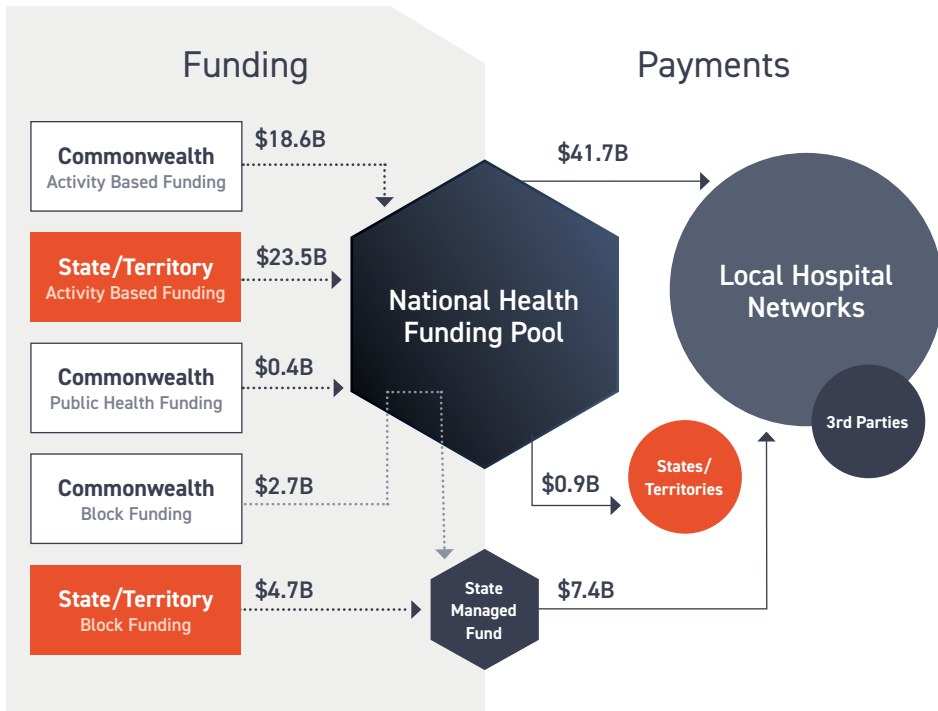 Funding
Payments
Commonwealth
Activity Based Funding
$18.6B
State/Territory
Activity Based Funding
$23.5B
Commonwealth
Public Health Funding
$0.4B
Commonwealth
Block Funding
$2.7B
State/Territory
Block Funding
$4.7B
National Health
Funding Pool
State
Managed
Fund
$41.7B
$0.9B
$7.4B
Local Hospital
Networks
3rd Parties
States/
Territories